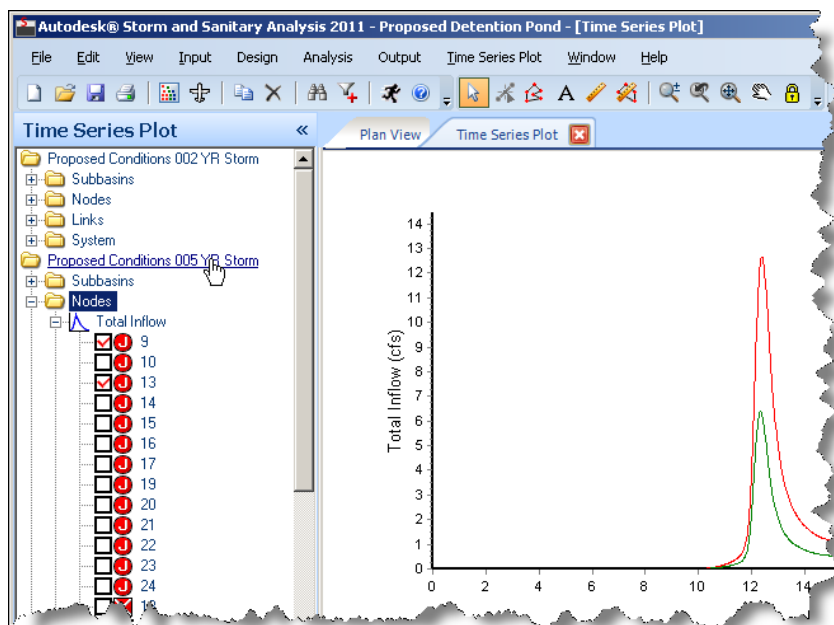 Autodesk® Storm and Sanitary Analysis 2011 - Proposed Detention Pond - [Time Series Plot]
File Edit View Input Design Analysis Output Time Series Plot Window Help
A
Time Series Plot «
Plan View Time Series Plot
Proposed Conditions 002 YR Storm
Subbasins
Nodes
Links
System
Proposed Conditions 005 YR Storm
Subbasins
Nodes
Total Inflow
J 9
J 10
J 13
J 14
J 15
J 16
J 17
J 19
J 20
J 21
J 22
J 23
J 24
Total Inflow (cfs)
14
13
12
11
10
9
8
7
6
5
4
3
2
1
0
0 2 4 6 8 10 12 14